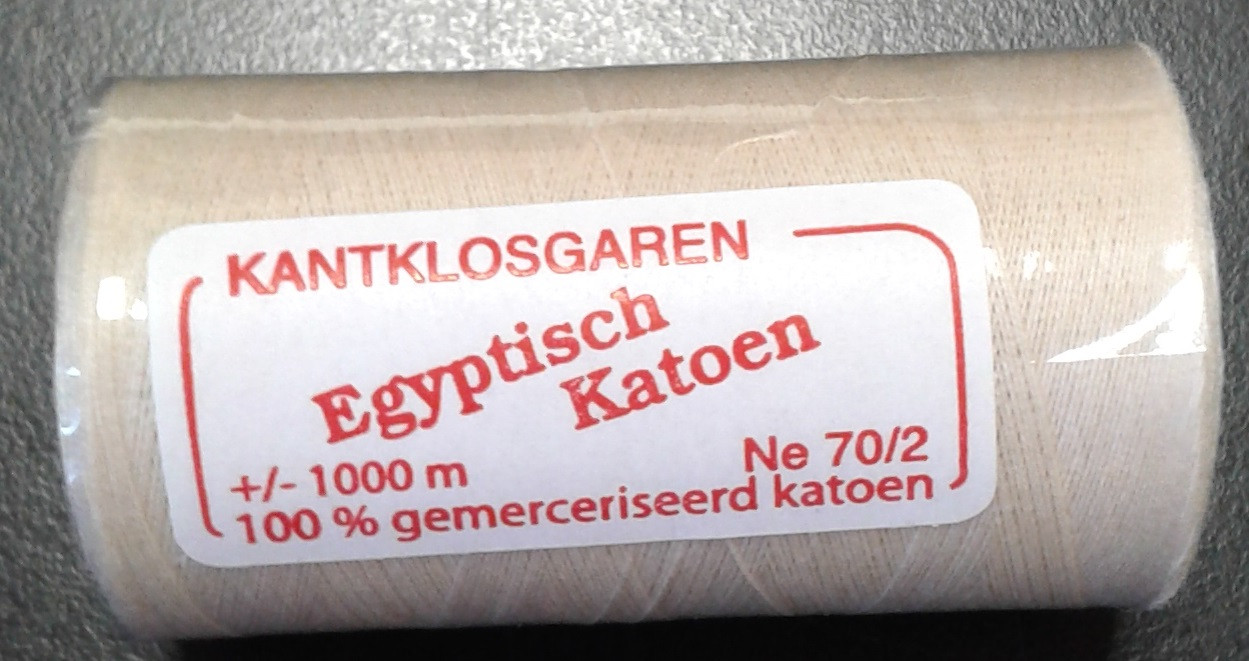 KANTKLOSGAREN
Egyptisch
Katoen
+/- 1000 m
Ne 70/2
100 % gemerceriseerd katoen